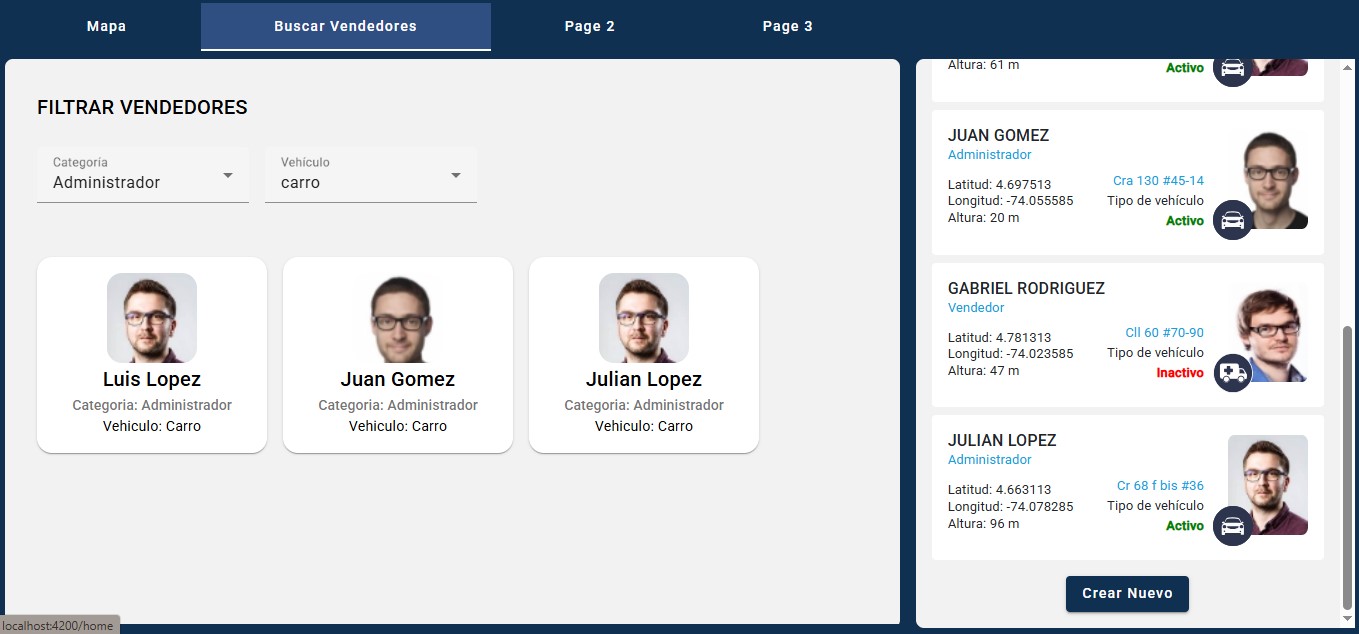 Mapa
Buscar Vendedores
Page 2
Page 3
FILTRAR VENDEDORES
Categoría
Administrador
Vehículo
carro
Luis Lopez
Categoria: Administrador
Vehiculo: Carro
Juan Gomez
Categoria: Administrador
Vehiculo: Carro
Julian Lopez
Categoria: Administrador
Vehiculo: Carro
Altura: 61 m
Activo
JUAN GOMEZ
Administrador
Latitud: 4.697513
Longitud: -74.055585
Altura: 20 m
Cra 130 #45-14
Tipo de vehículo
Activo
GABRIEL RODRIGUEZ
Vendedor
Latitud: 4.781313
Longitud: -74.023585
Altura: 47 m
Cll 60 #70-90
Tipo de vehículo
Inactivo
JULIAN LOPEZ
Administrador
Latitud: 4.663113
Longitud: -74.078285
Altura: 96 m
Cr 68 f bis #36
Tipo de vehículo
Activo
Crear Nuevo
localhost:4200/home